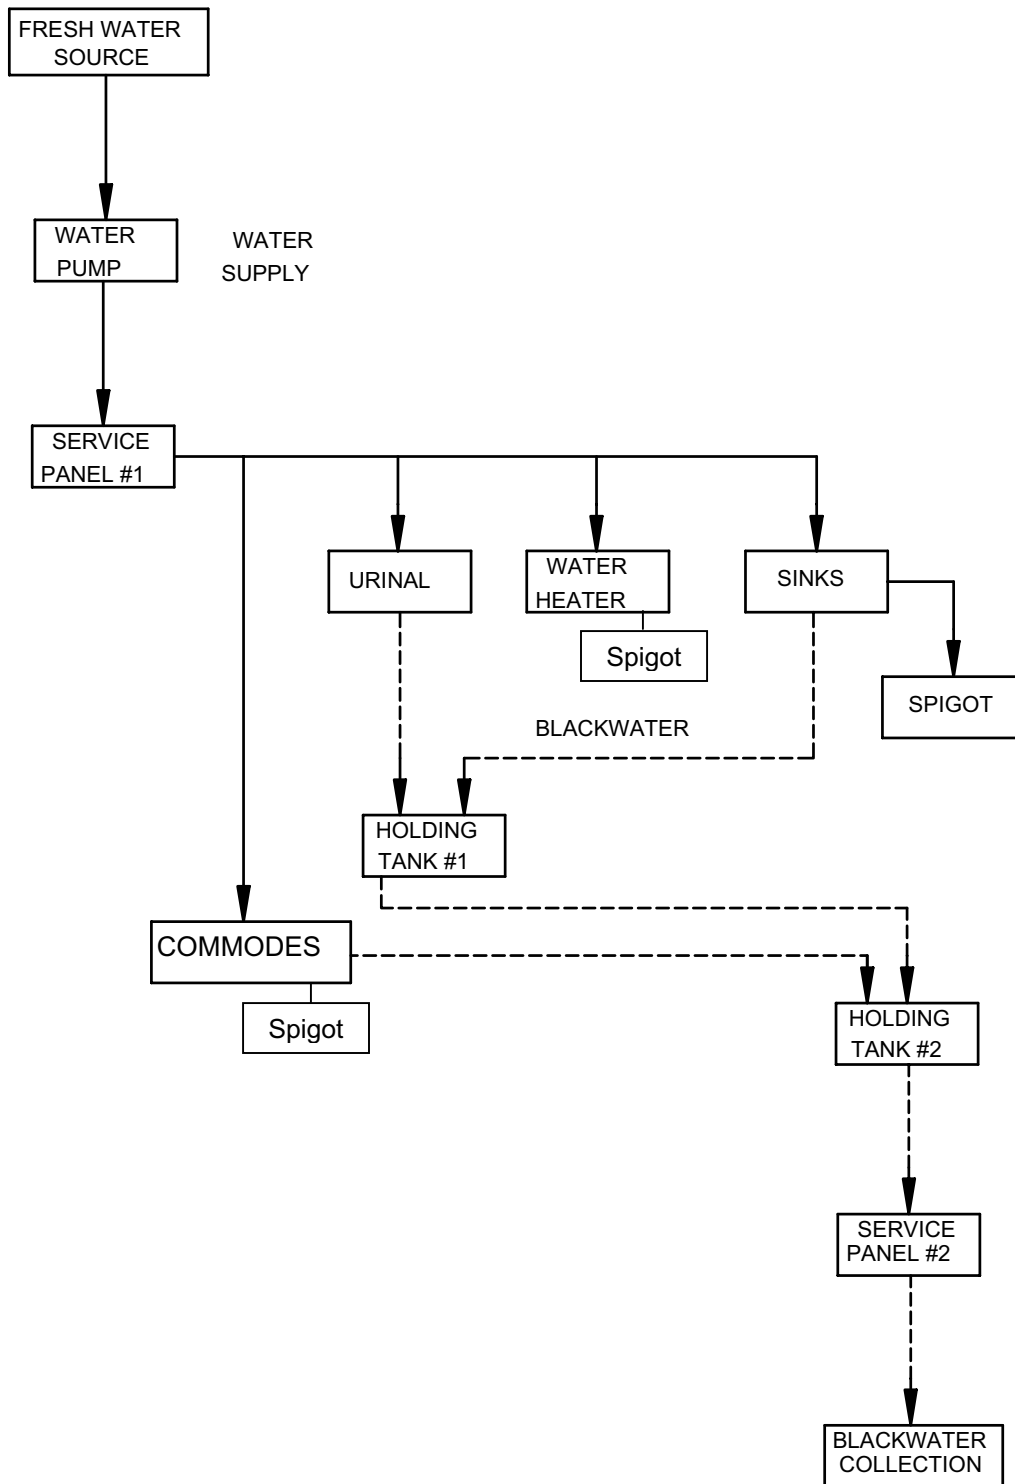 FRESH WATER
SOURCE
WATER
PUMP
WATER
SUPPLY
SERVICE
PANEL #1
URINAL
WATER
HEATER
SINKS
Spigot
SPIGOT
BLACKWATER
HOLDING
TANK #1
COMMODES
Spigot
HOLDING
TANK #2
SERVICE
PANEL #2
BLACKWATER
COLLECTION